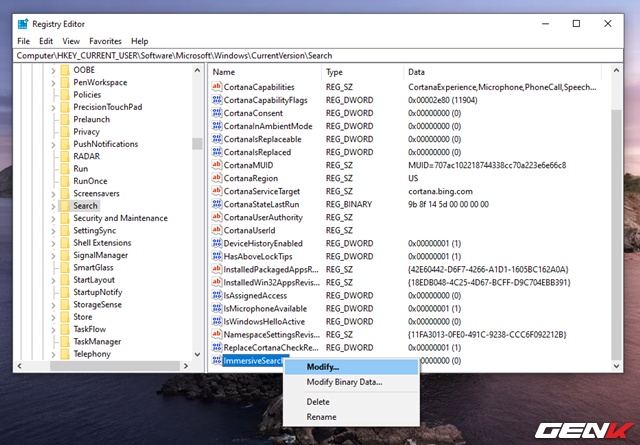 Registry Editor
File Edit View Favorites Help
Computer\HKEY_CURRENT_USER\Software\Microsoft\Windows\CurrentVersion\Search
OOBE
PenWorkspace
Policies
PrecisionTouchPad
Prelaunch
Privacy
PushNotifications
RADAR
Run
RunOnce
Screensavers
Search
Security and Maintenance
SettingSync
Shell Extensions
SignalManager
SmartGlass
StartLayout
StartupNotify
StorageSense
Store
TaskFlow
TaskManager
Telephony
Name Type Data
CortanaCapabilities REG_SZ CortanaExperience,Microphone,PhoneCall,Speech...
CortanaCapabilityFlags REG_DWORD 0x00002e80 (11904)
CortanaConsent REG_DWORD 0x00000000 (0)
CortanaInAmbientMode REG_DWORD 0x00000000 (0)
CortanaIsReplaceable REG_DWORD 0x00000000 (0)
CortanaIsReplaced REG_DWORD 0x00000000 (0)
CortanaMUID REG_SZ MUID=707ac102218744338cc70a223e6e66c8
CortanaRegion REG_SZ US
CortanaServiceTarget REG_SZ cortana.bing.com
CortanaStateLastRun REG_BINARY 9b 8f 14 5d 00 00 00 00
CortanaUserAuthority REG_SZ
CortanaUserId REG_SZ
DeviceHistoryEnabled REG_DWORD 0x00000001 (1)
HasAboveLockTips REG_DWORD 0x00000001 (1)
InstalledPackagedAppsR... REG_SZ {42E60442-D6F7-4266-A1D1-1605BC162A0A}
InstalledWin32AppsRevis... REG_SZ {18EDB048-4C25-4D67-BCFF-D9C704EBB391}
IsAssignedAccess REG_DWORD 0x00000000 (0)
IsMicrophoneAvailable REG_DWORD 0x00000001 (1)
IsWindowsHelloActive REG_DWORD 0x00000000 (0)
NamespaceSettingsRevis... REG_SZ {11FA3013-0FE0-491C-9238-CCC6F092212B}
ReplaceCortanaCheckRe... REG_DWORD 0x00000001 (1)
ImmersiveSearch 00000000 (0)
Modify...
Modify Binary Data...
Delete
Rename
GENK